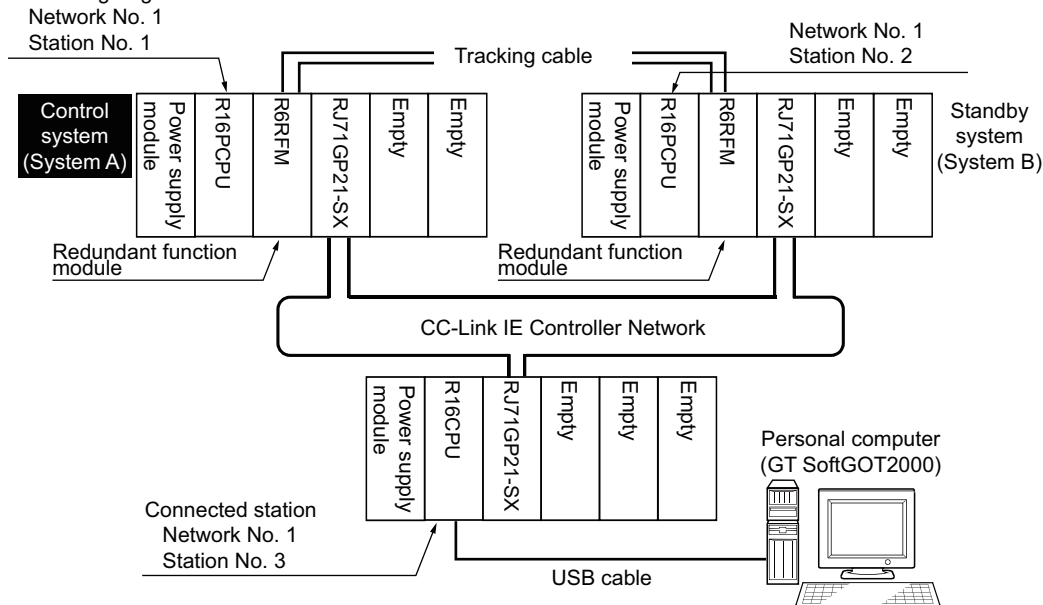 Network No. 1
Station No. 1
Tracking cable
Network No. 1
Station No. 2
Control
system
(System A)
Power supply
module
R16PCPU
R6RFM
RJ71GP21-SX
Empty
Empty
Power supply
module
R16PCPU
R6RFM
RJ71GP21-SX
Empty
Empty
Standby
system
(System B)
Redundant function
module
Redundant function
module
CC-Link IE Controller Network
Power supply
module
R16CPU
RJ71GP21-SX
Empty
Empty
Empty
Personal computer
(GT SoftGOT2000)
Connected station
Network No. 1
Station No. 3
USB cable